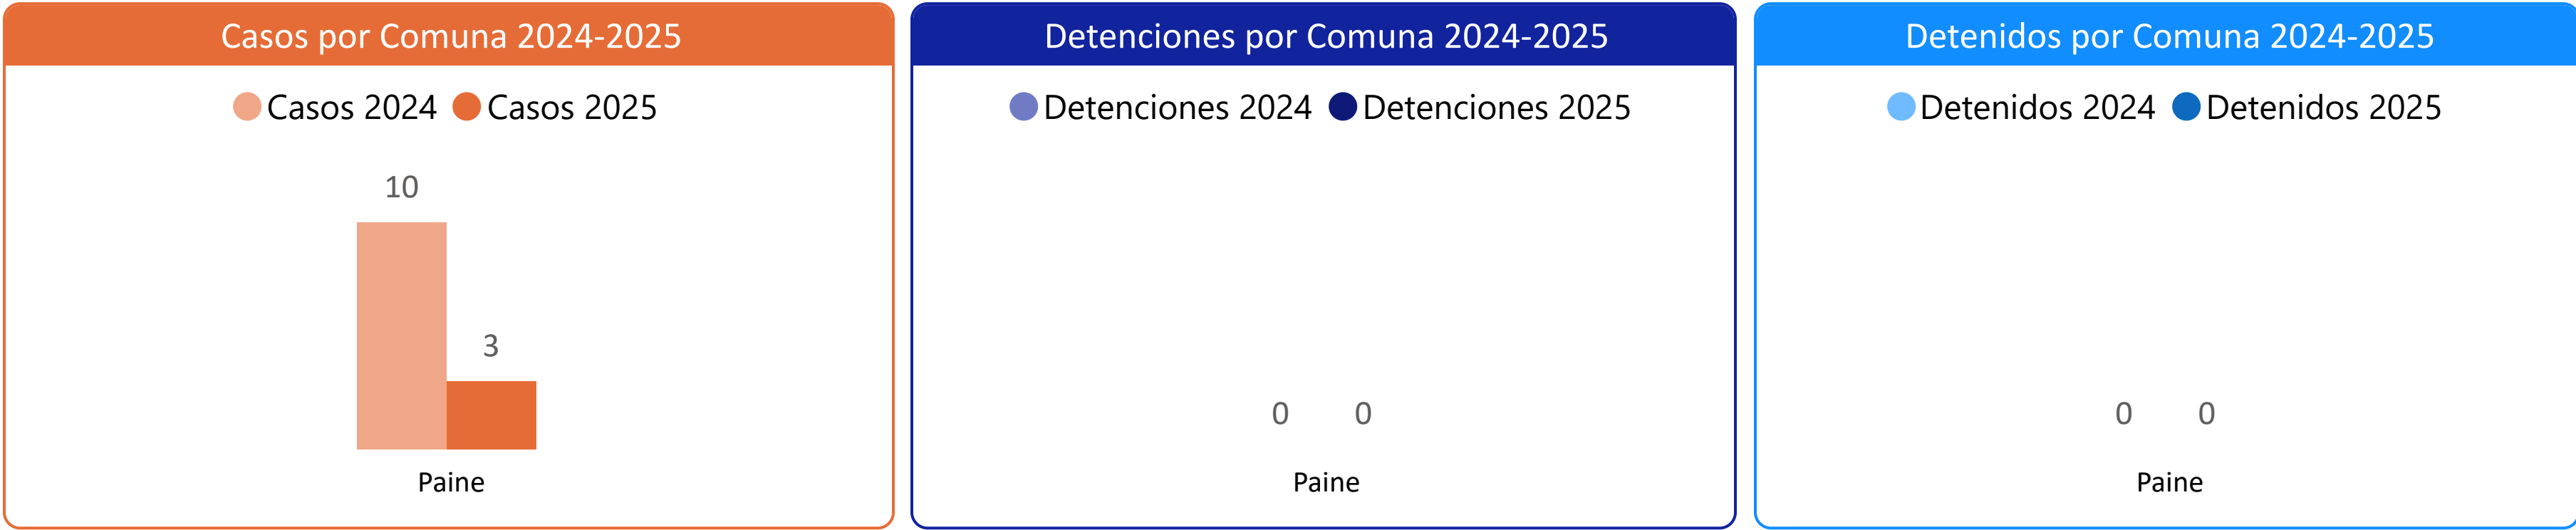 Casos por Comuna 2024-2025
Casos 2024 Casos 2025
10
3
Paine
Detenciones por Comuna 2024-2025
Detenciones 2024 Detenciones 2025
0 0
Paine
Detenidos por Comuna 2024-2025
Detenidos 2024 Detenidos 2025
0 0
Paine